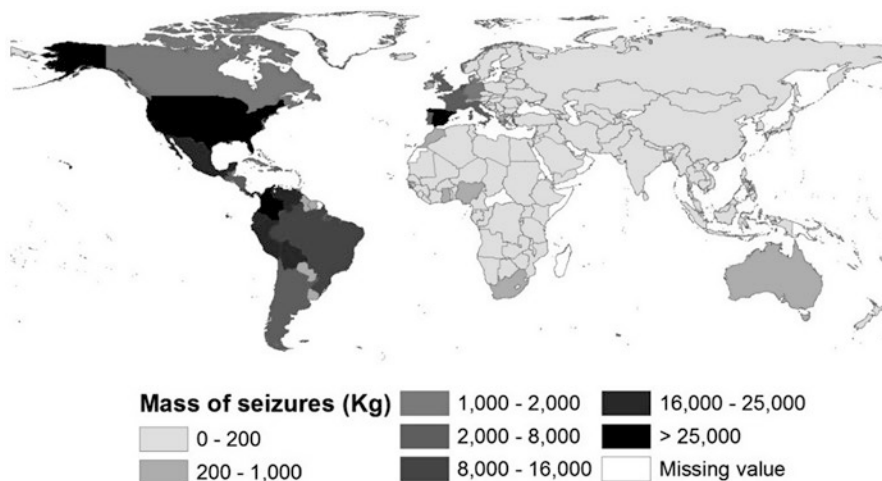 Mass of seizures (Kg)
0 - 200
200 - 1,000
1,000 - 2,000
2,000 - 8,000
8,000 - 16,000
16,000 - 25,000
> 25,000
Missing value